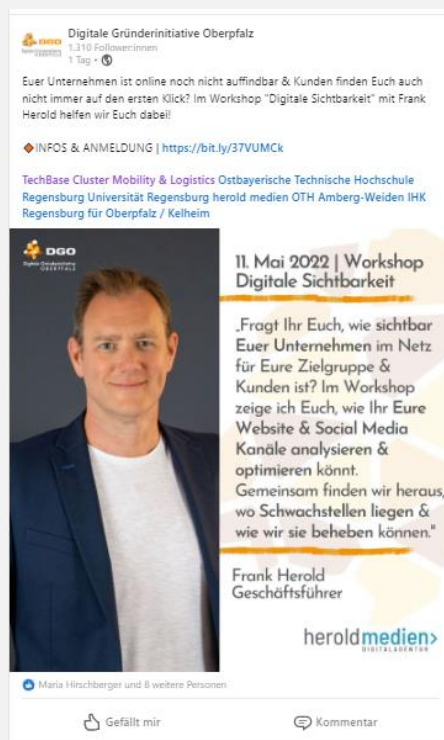 Digitale Gründerinitiative Oberpfalz
1.310 Follower:innen
1 Tag •
Euer Unternehmen ist online noch nicht auffindbar & Kunden finden Euch auch
nicht immer auf den ersten Klick? Im Workshop "Digitale Sichtbarkeit" mit Frank
Herold helfen wir Euch dabei!
INFOS & ANMELDUNG | https://bit.ly/37VUMCk
TechBase Cluster Mobility & Logistics Ostbayerische Technische Hochschule
Regensburg Universität Regensburg herold medien OTH Amberg-Weiden IHK
Regensburg für Oberpfalz / Kelheim
DGO
Digitale Gründerinitiative
OBERPFALZ
11. Mai 2022 | Workshop
Digitale Sichtbarkeit
„Fragt Ihr Euch, wie sichtbar
Euer Unternehmen im Netz
für Eure Zielgruppe &
Kunden ist? Im Workshop
zeige ich Euch, wie Ihr Eure
Website & Social Media
Kanäle analysieren &
optimieren könnt.
Gemeinsam finden wir heraus,
wo Schwachstellen liegen &
wie wir sie beheben können."
Frank Herold
Geschäftsführer
heroldmedien>
DIGITALAGENTUR
Maria Hirschberger und 8 weitere Personen
Gefällt mir
Kommentar